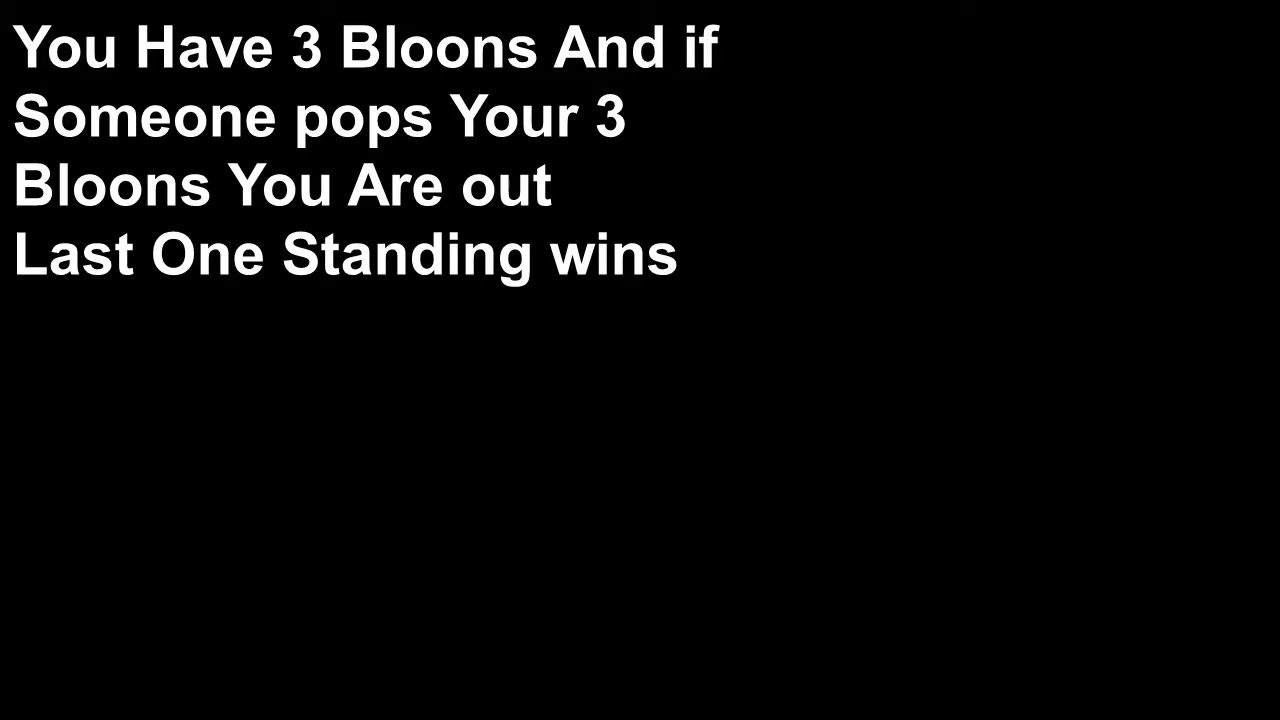 You Have 3 Bloons And if
Someone pops Your 3
Bloons You Are out
Last One Standing wins